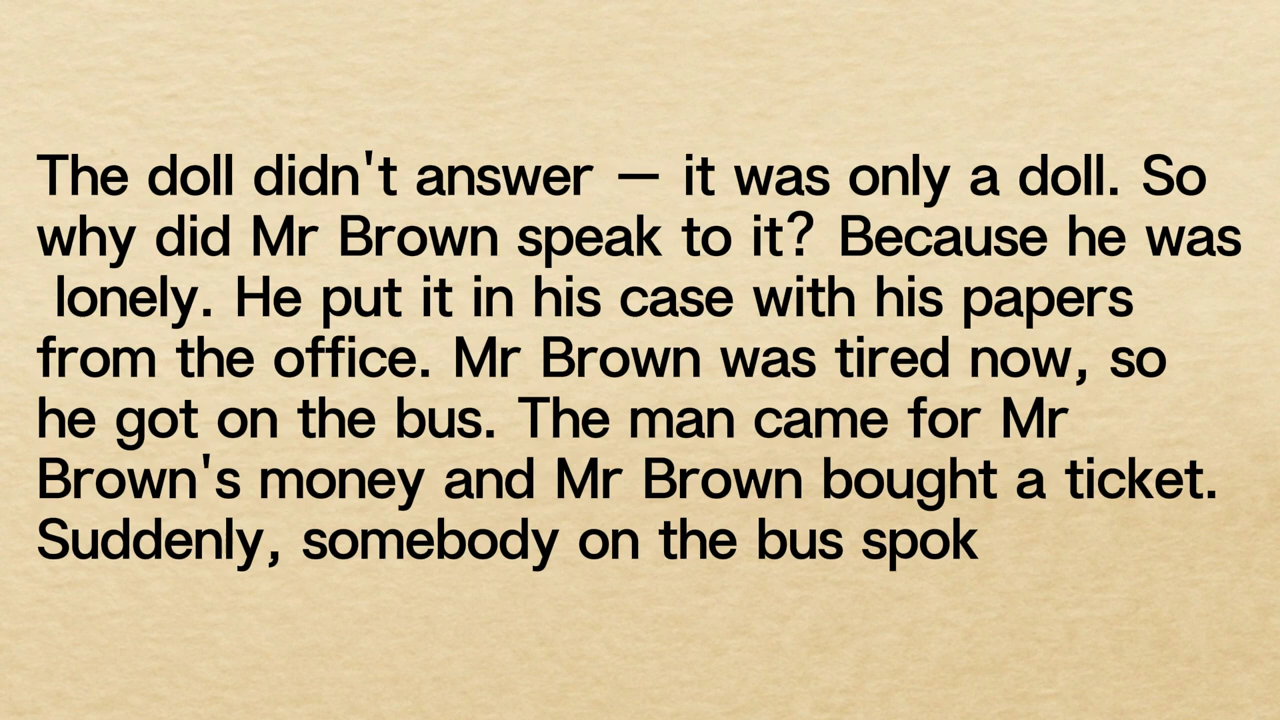 The doll didn't answer – it was only a doll. So
why did Mr Brown speak to it? Because he was
lonely. He put it in his case with his papers
from the office. Mr Brown was tired now, so
he got on the bus. The man came for Mr
Brown's money and Mr Brown bought a ticket.
Suddenly, somebody on the bus spok